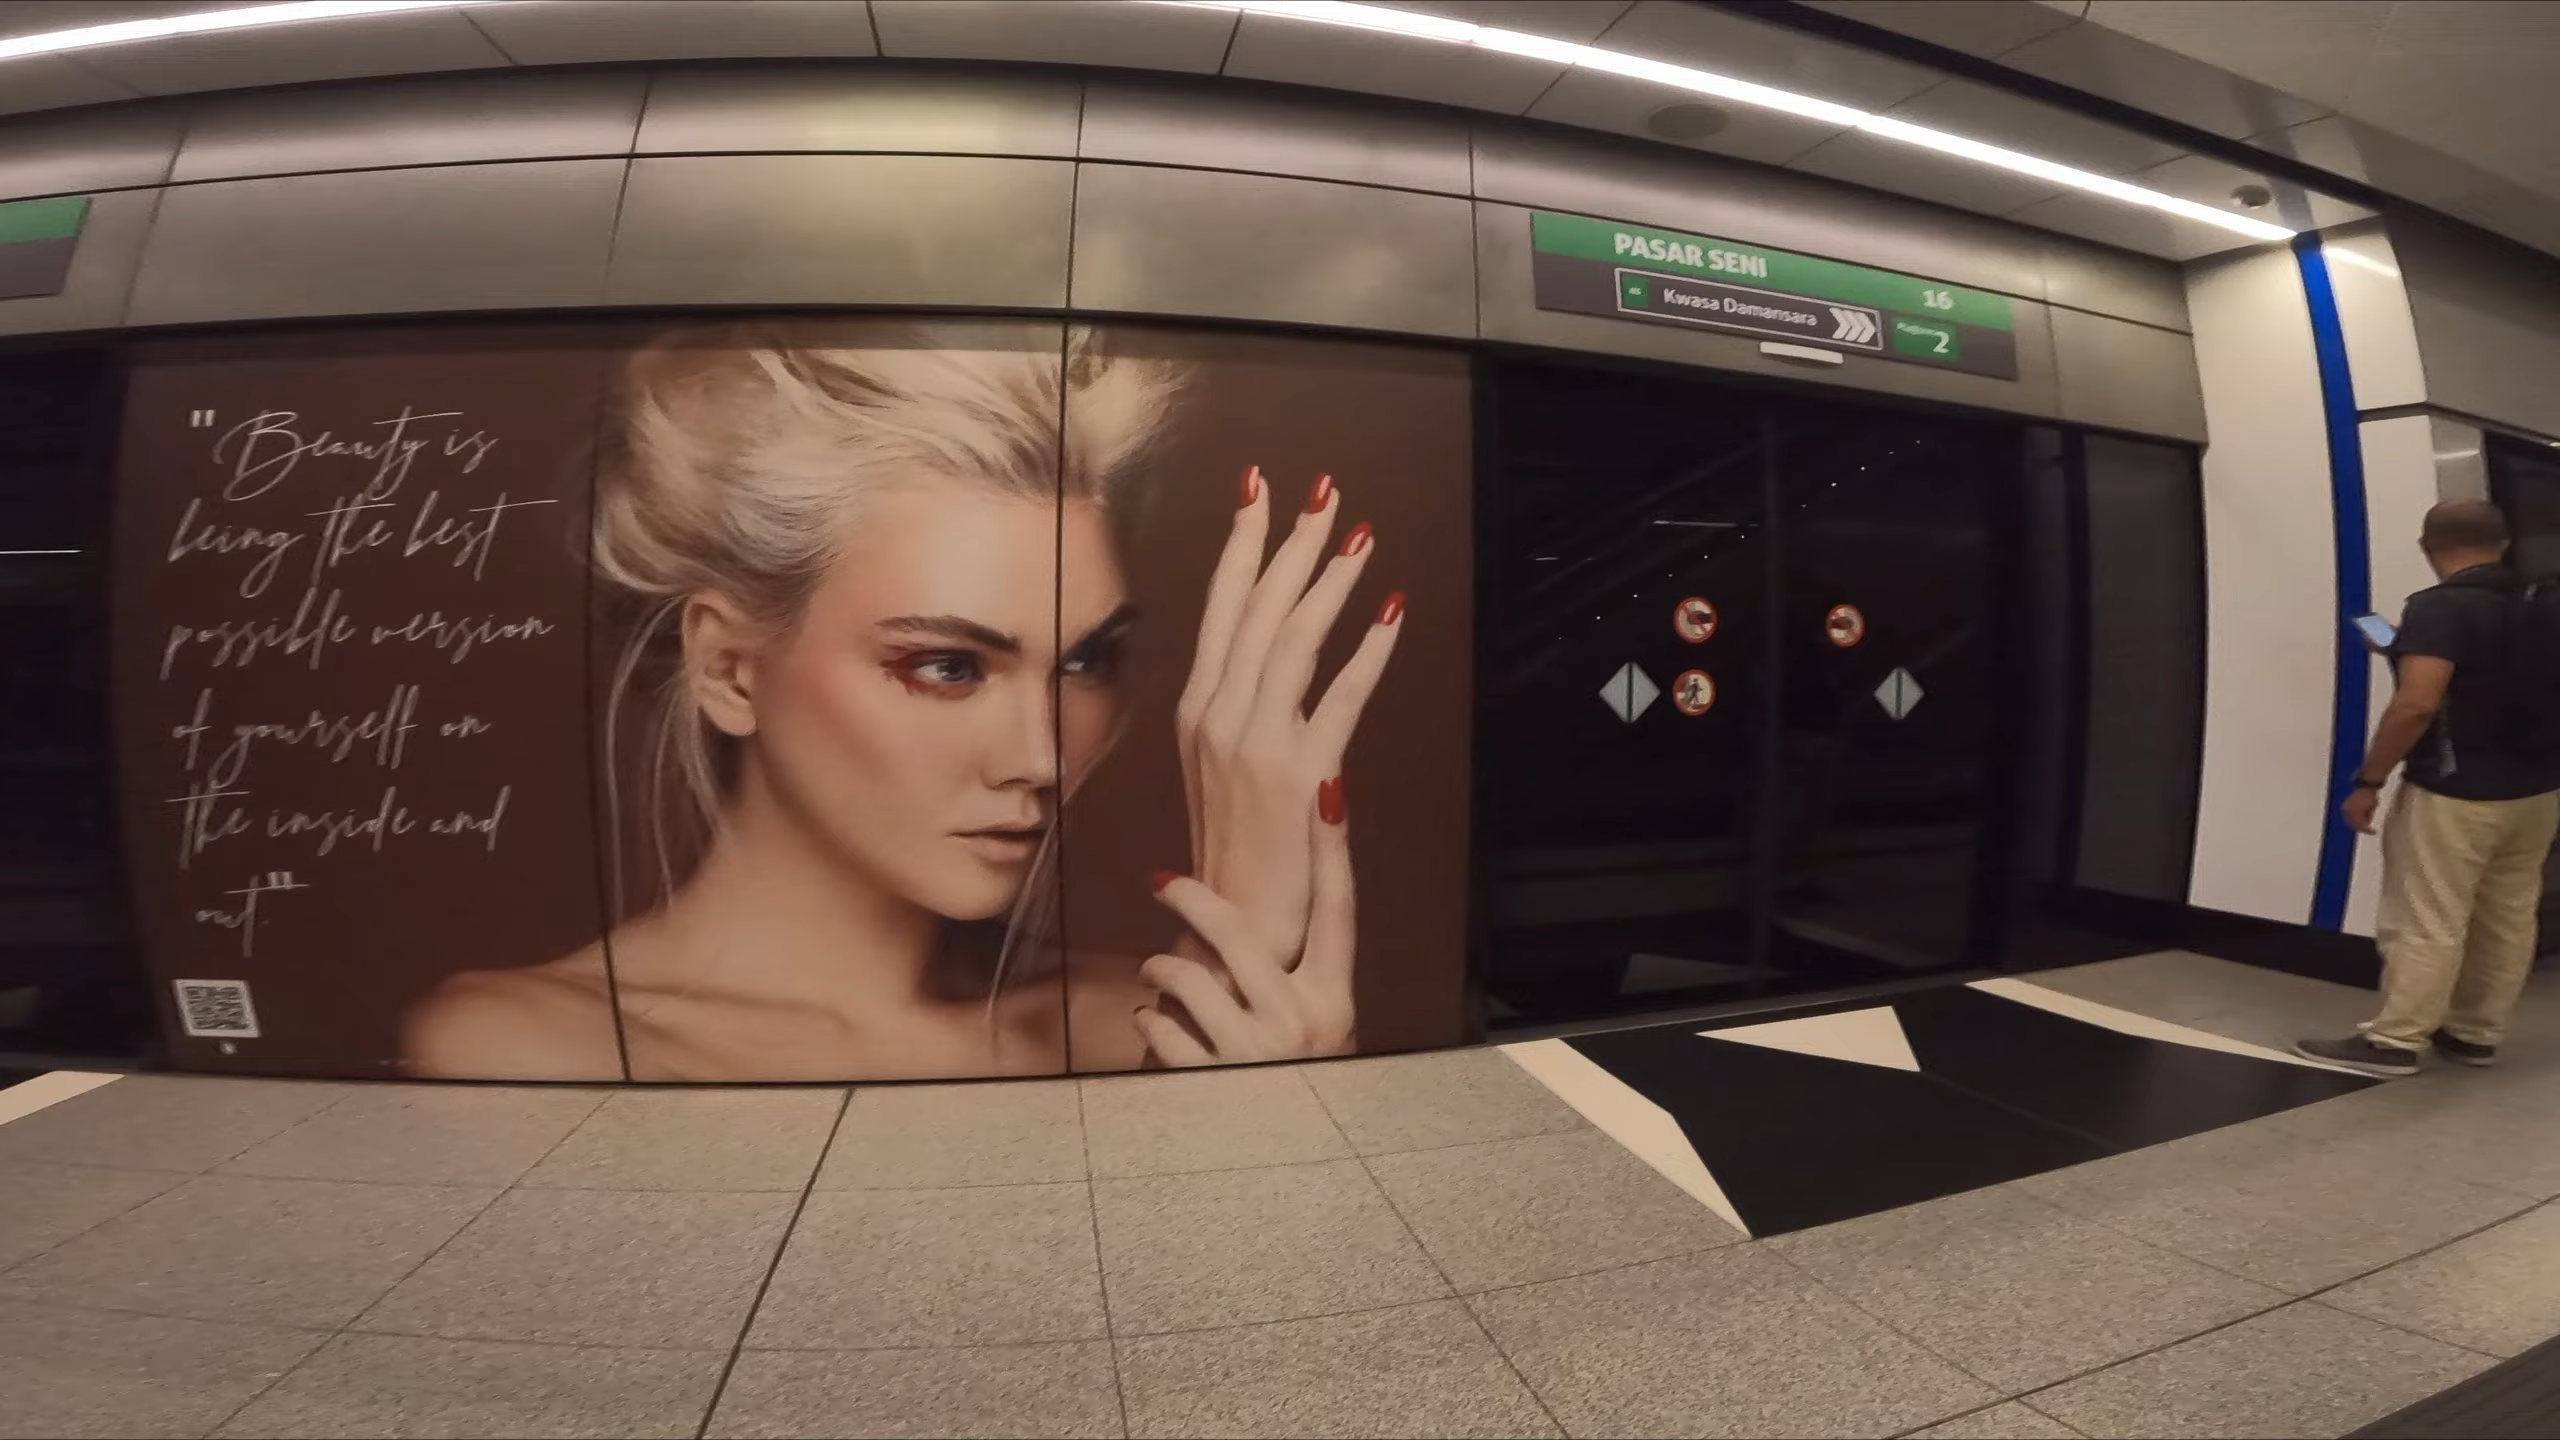 "Beauty is
being the best
possible version
of yourself on
the inside and
out."
PASAR SENI
16
Kwasa Damansara
Platform
2